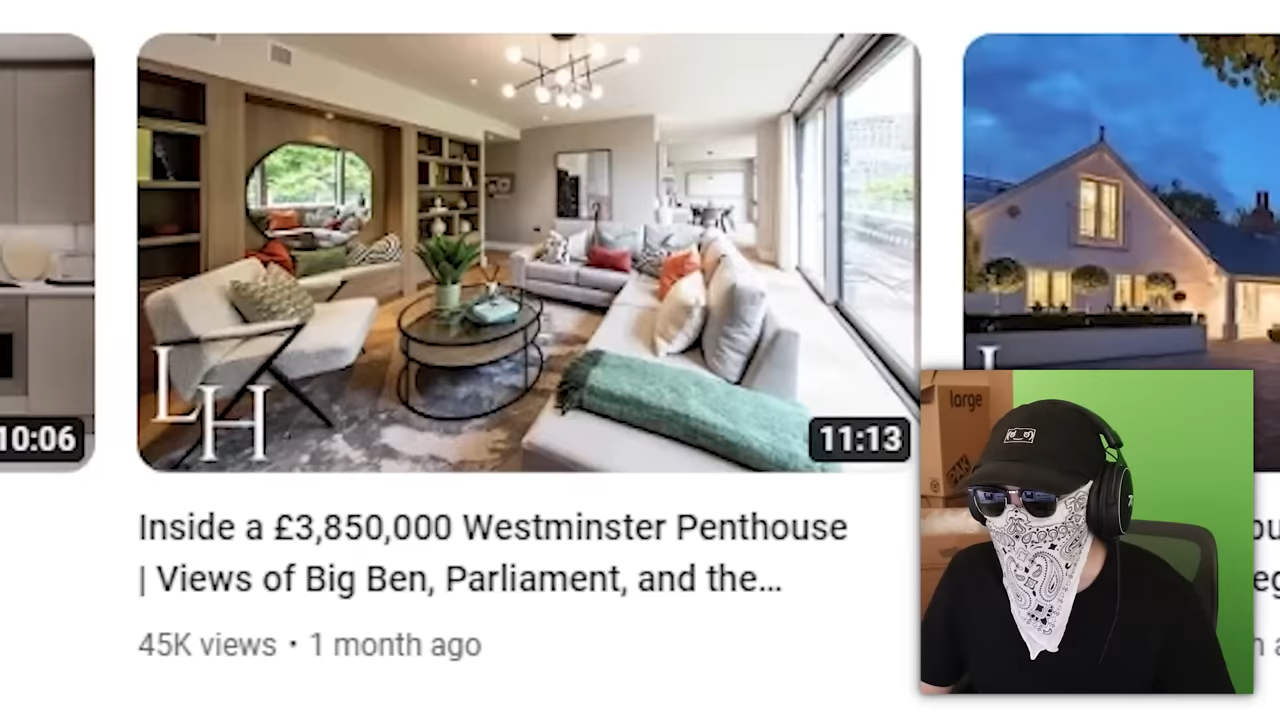 large
PAK
LH
10:06
11:13
Inside a £3,850,000 Westminster Penthouse
| Views of Big Ben, Parliament, and the...
45K views • 1 month ago